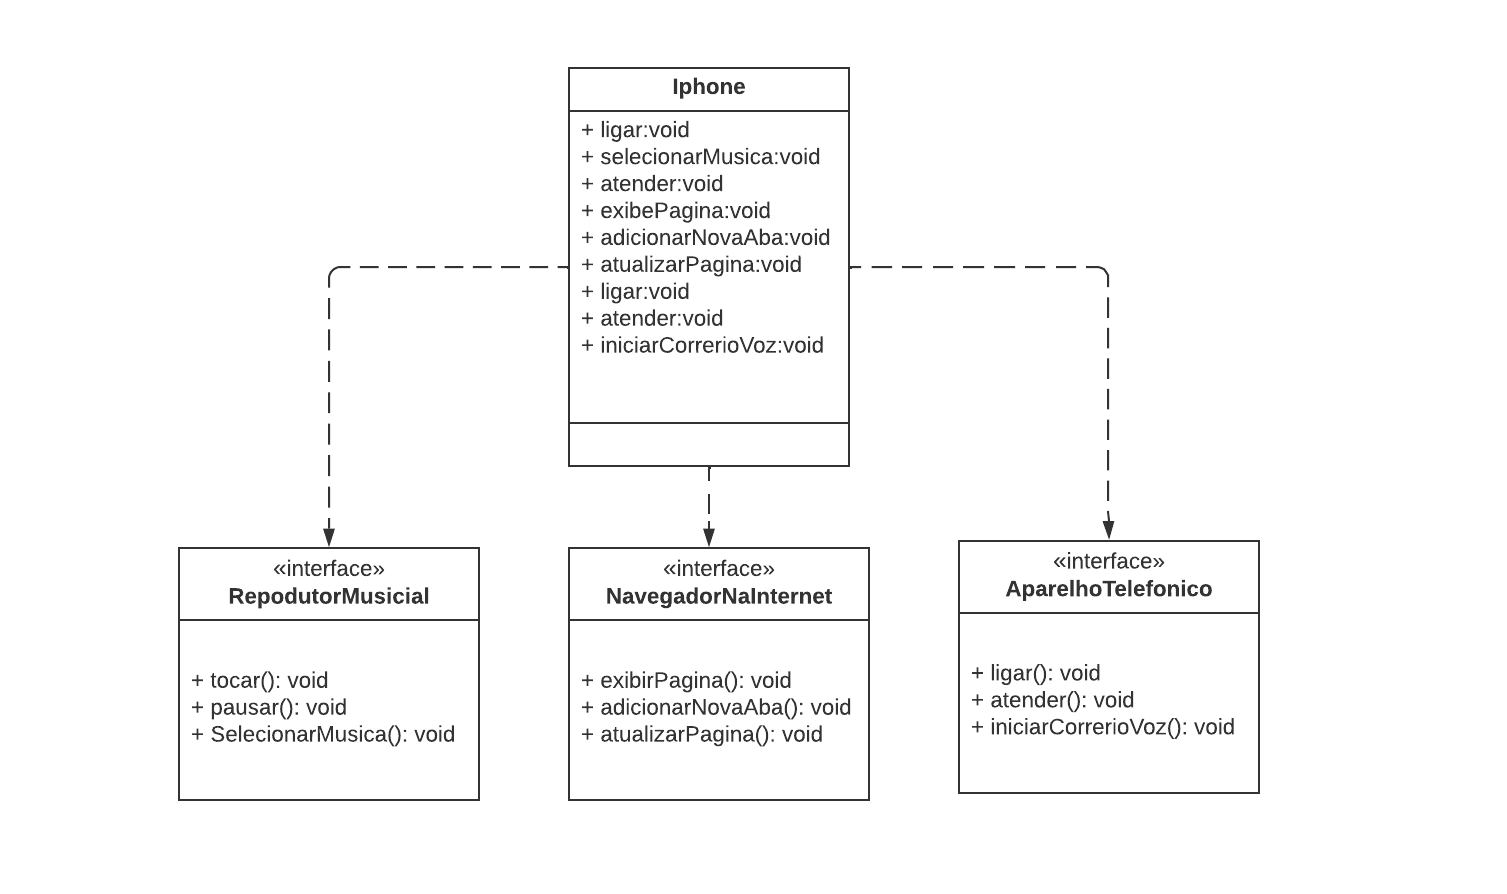 Iphone
+ ligar:void
+ selecionarMusica:void
+ atender:void
+ exibePagina:void
+ adicionarNovaAba:void
+ atualizarPagina:void
+ ligar:void
+ atender:void
+ iniciarCorrerioVoz:void
«interface»
RepodutorMusicial
+ tocar(): void
+ pausar(): void
+ SelecionarMusica(): void
«interface»
NavegadorNaInternet
+ exibirPagina(): void
+ adicionarNovaAba(): void
+ atualizarPagina(): void
«interface»
AparelhoTelefonico
+ ligar(): void
+ atender(): void
+ iniciarCorrerioVoz(): void